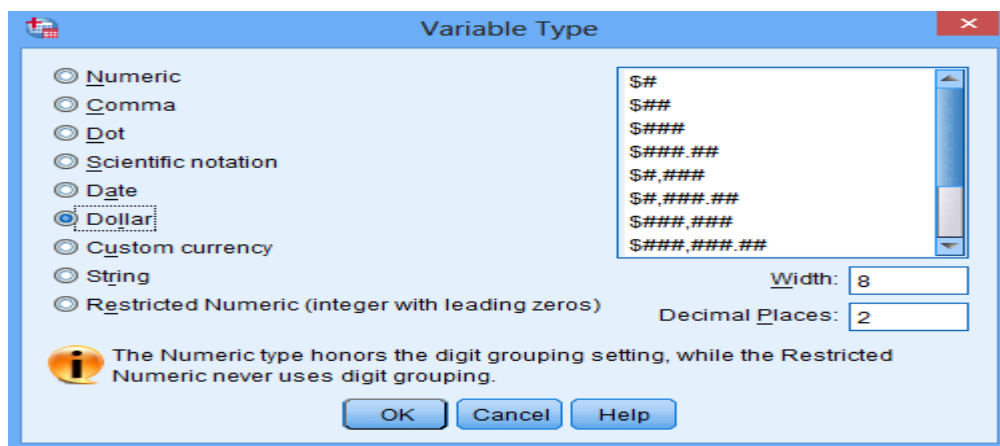 Variable Type
Numeric
Comma
Dot
Scientific notation
Date
Dollar
Custom currency
String
Restricted Numeric (integer with leading zeros)
$#
$##
$###
$###.##
$#,###
$#,###.##
$###,###
$###,###.##
Width: 8
Decimal Places: 2
The Numeric type honors the digit grouping setting, while the Restricted
Numeric never uses digit grouping.
OK Cancel Help